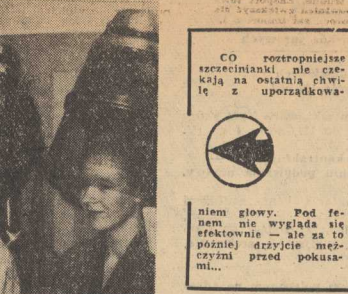 CO roztropniejsze
szczecinianki nie cze-
kają na ostatnią chwi-
lę z uporządkowa-
niem głowy. Pod fe-
nem nie wygląda się
efektownie — ale za to
później drżyjcie męż-
czyźni przed pokusa-
mi...